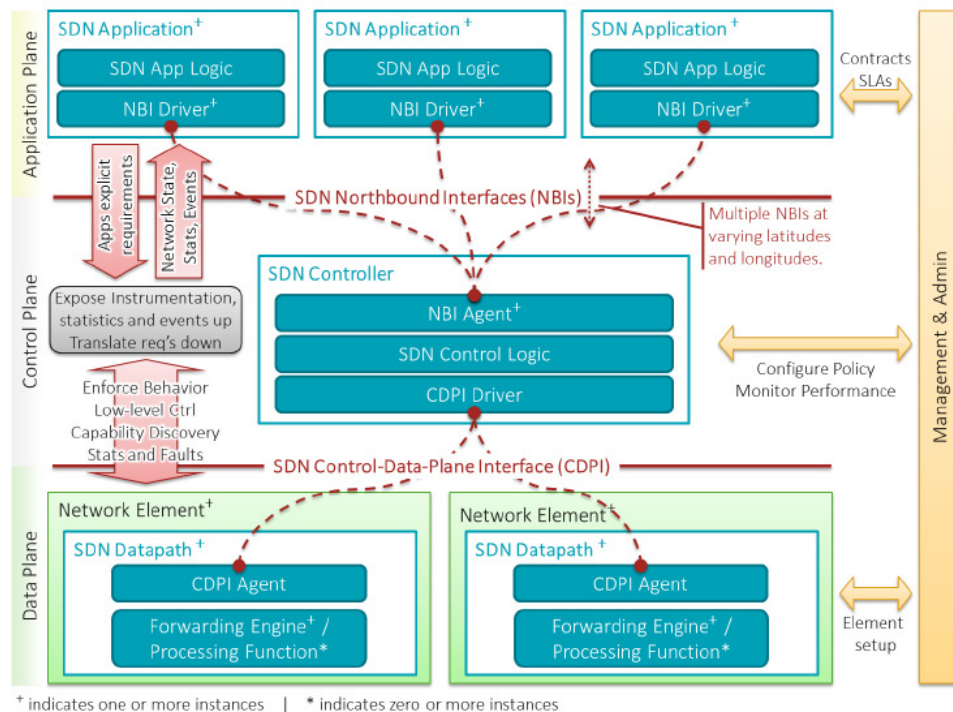 Application Plane
SDN Application+
SDN App Logic
NBI Driver+
SDN Application+
SDN App Logic
NBI Driver+
SDN Application+
SDN App Logic
NBI Driver+
Contracts
SLAs
Apps explicit
requirements
Network State,
Stats, Events
SDN Northbound Interfaces (NBIs)
Multiple NBIs at
varying latitudes
and longitudes.
Control Plane
Expose Instrumentation,
statistics and events up
Translate req's down
SDN Controller
NBI Agent+
SDN Control Logic
CDPI Driver
Configure Policy
Monitor Performance
Enforce Behavior
Low-level Ctrl
Capability Discovery
Stats and Faults
SDN Control-Data-Plane Interface (CDPI)
Data Plane
Network Element+
SDN Datapath+
CDPI Agent
Forwarding Engine+ /
Processing Function*
Network Element+
SDN Datapath+
CDPI Agent
Forwarding Engine+ /
Processing Function*
Element
setup
Management & Admin
+ indicates one or more instances | * indicates zero or more instances